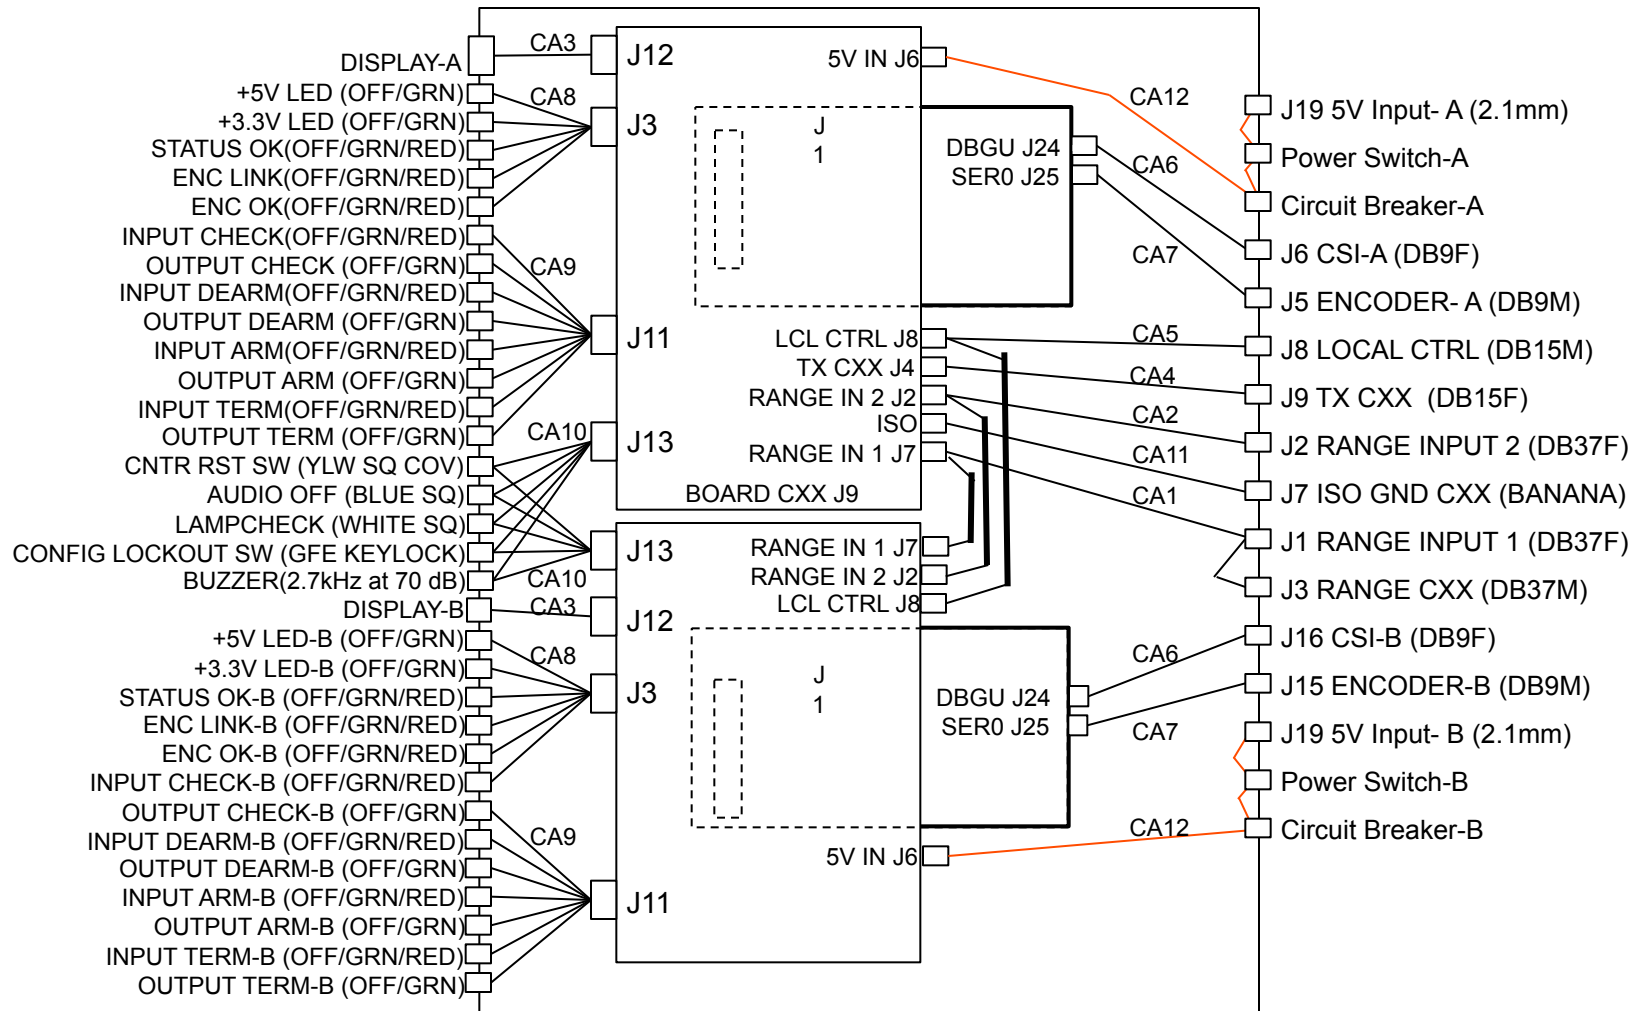 DISPLAY-A
+5V LED (OFF/GRN)
+3.3V LED (OFF/GRN)
STATUS OK(OFF/GRN/RED)
ENC LINK(OFF/GRN/RED)
ENC OK(OFF/GRN/RED)
INPUT CHECK(OFF/GRN/RED)
OUTPUT CHECK (OFF/GRN)
INPUT DEARM(OFF/GRN/RED)
OUTPUT DEARM (OFF/GRN)
INPUT ARM(OFF/GRN/RED)
OUTPUT ARM (OFF/GRN)
INPUT TERM(OFF/GRN/RED)
OUTPUT TERM (OFF/GRN)
CNTR RST SW (YLW SQ COV)
AUDIO OFF (BLUE SQ)
LAMPCHECK (WHITE SQ)
CONFIG LOCKOUT SW (GFE KEYLOCK)
BUZZER(2.7kHz at 70 dB)
DISPLAY-B
+5V LED-B (OFF/GRN)
+3.3V LED-B (OFF/GRN)
STATUS OK-B (OFF/GRN/RED)
ENC LINK-B (OFF/GRN/RED)
ENC OK-B (OFF/GRN/RED)
INPUT CHECK-B (OFF/GRN/RED)
OUTPUT CHECK-B (OFF/GRN)
INPUT DEARM-B (OFF/GRN/RED)
OUTPUT DEARM-B (OFF/GRN)
INPUT ARM-B (OFF/GRN/RED)
OUTPUT ARM-B (OFF/GRN)
INPUT TERM-B (OFF/GRN/RED)
OUTPUT TERM-B (OFF/GRN)
CA3
CA8
CA9
CA10
CA10
CA3
CA8
CA9
J12
J3
J11
J13
J13
J12
J3
J11
5V IN J6
J
1
DBGU J24
SER0 J25
LCL CTRL J8
TX CXX J4
RANGE IN 2 J2
ISO
RANGE IN 1 J7
BOARD CXX J9
RANGE IN 1 J7
RANGE IN 2 J2
LCL CTRL J8
J
1
DBGU J24
SER0 J25
5V IN J6
CA12
CA6
CA7
CA5
CA4
CA2
CA11
CA1
CA6
CA7
CA12
J19 5V Input- A (2.1mm)
Power Switch-A
Circuit Breaker-A
J6 CSI-A (DB9F)
J5 ENCODER- A (DB9M)
J8 LOCAL CTRL (DB15M)
J9 TX CXX (DB15F)
J2 RANGE INPUT 2 (DB37F)
J7 ISO GND CXX (BANANA)
J1 RANGE INPUT 1 (DB37F)
J3 RANGE CXX (DB37M)
J16 CSI-B (DB9F)
J15 ENCODER-B (DB9M)
J19 5V Input- B (2.1mm)
Power Switch-B
Circuit Breaker-B